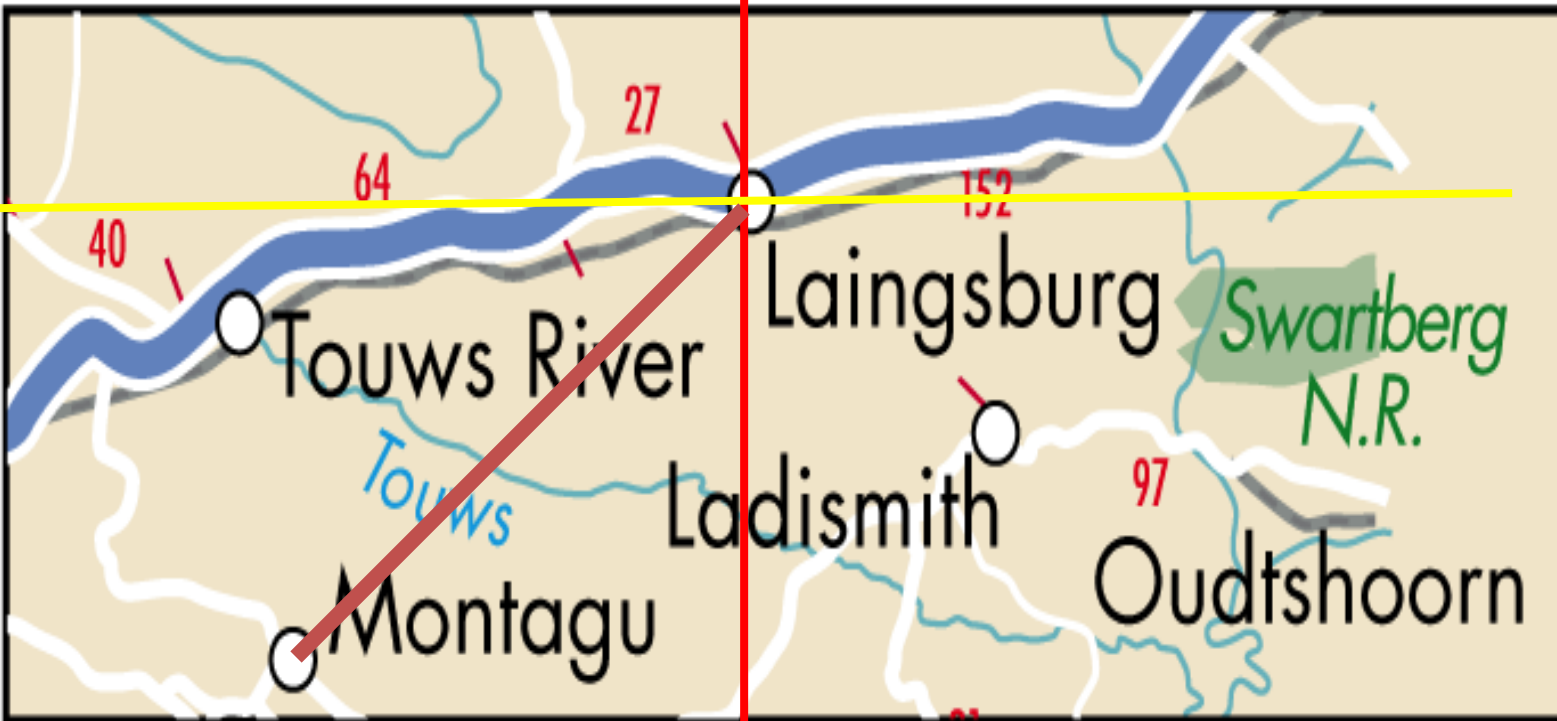 27
64
152
40
Laingsburg
Swartberg
N.R.
Touws River
Touws
Ladismith
97
Oudtshoorn
Montagu